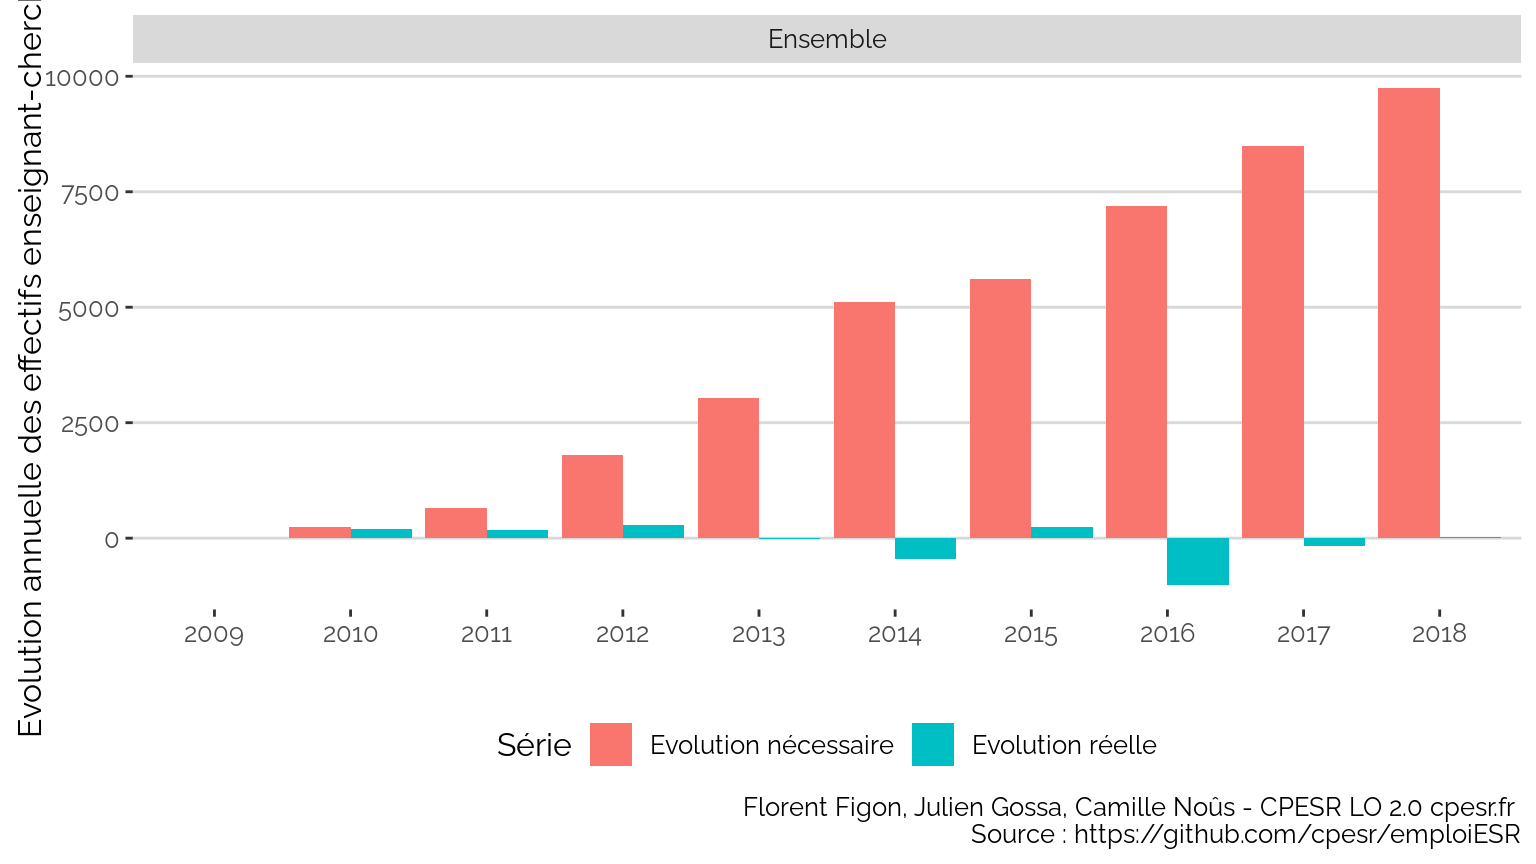 Ensemble
Evolution annuelle des effectifs
10000
7500
5000
2500
0
2009 2010 2011 2012 2013 2014 2015 2016 2017 2018
Série Evolution nécessaire Evolution réelle
Florent Figon, Julien Gossa, Camille Noûs - CPESR LO 2.0 cpesr.fr
Source : https://github.com/cpesr/emploiESR